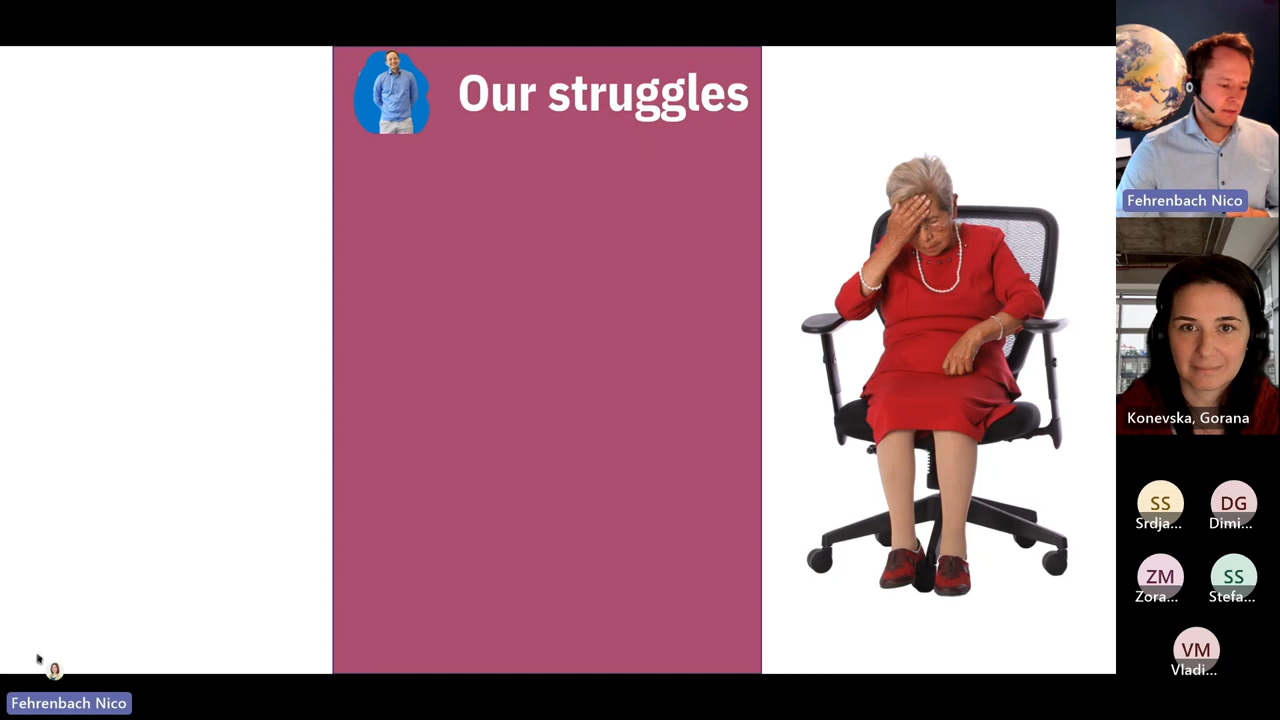 Our struggles
Fehrenbach Nico
Konevska, Gorana
SS
Srdja...
DG
Dimi...
ZM
Zora...
SS
Stefa...
VM
Vladi...
Fehrenbach Nico